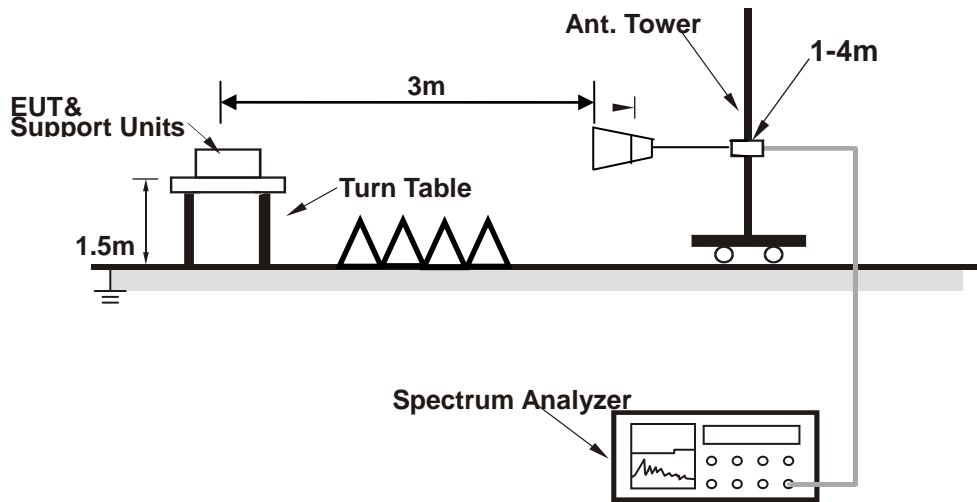 Ant. Tower
1-4m
3m
EUT&
Support Units
Turn Table
1.5m
Spectrum Analyzer